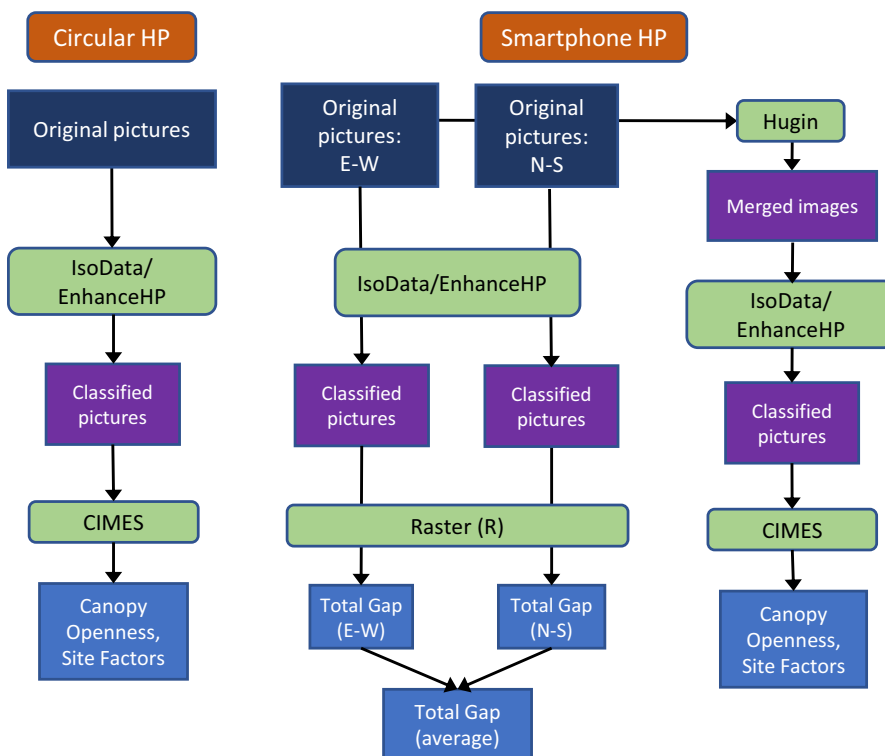 Circular HP
Smartphone HP
Original pictures
Original
pictures:
E-W
Original
pictures:
N-S
Hugin
Merged images
IsoData/
EnhanceHP
IsoData/EnhanceHP
IsoData/
EnhanceHP
Classified
pictures
Classified
pictures
Classified
pictures
Classified
pictures
CIMES
Raster (R)
CIMES
Canopy
Openness,
Site Factors
Total Gap
(E-W)
Total Gap
(N-S)
Canopy
Openness,
Site Factors
Total Gap
(average)